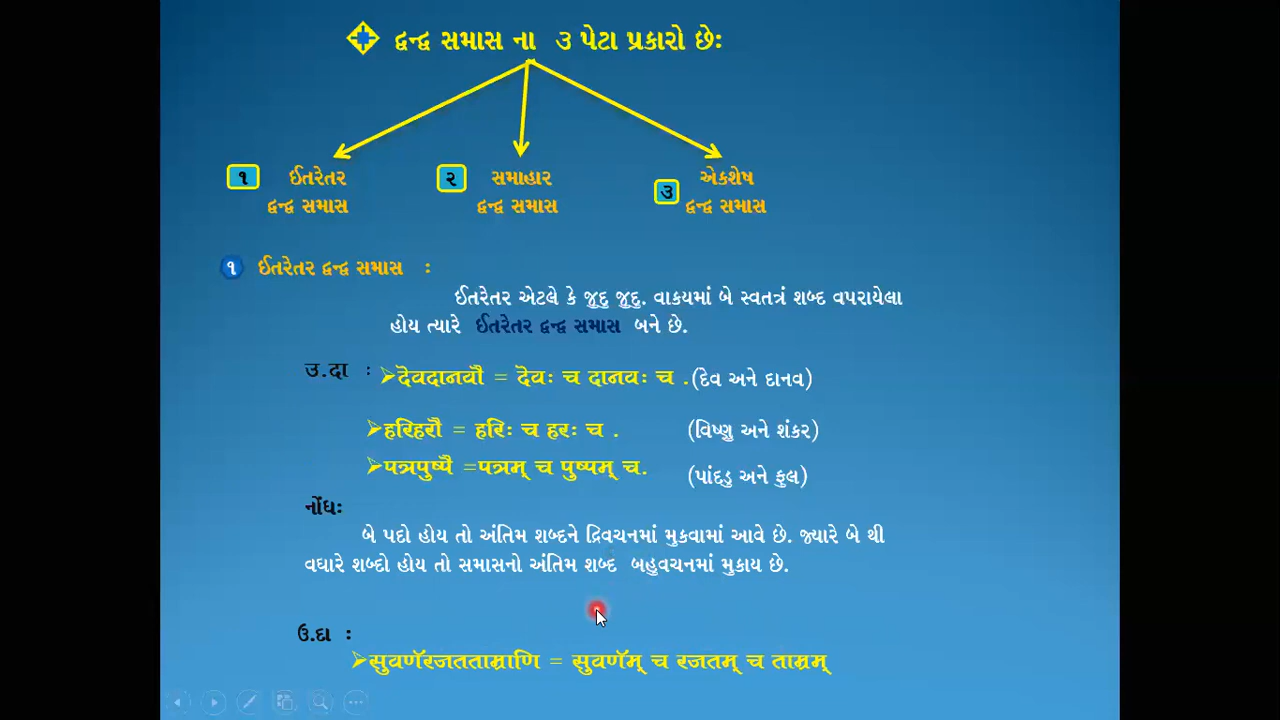 દ્વન્દ્વ સમાસ ના ૩ પેટા પ્રકારો છેઃ
૧ ઈતરેતર દ્વન્દ્વ સમાસ
૨ સમાહાર દ્વન્દ્વ સમાસ
૩ એકશેષ દ્વન્દ્વ સમાસ
૧ ઈતરેતર દ્વન્દ્વ સમાસ :
ઈતરેતર એટલે કે જુદુ જુદુ. વાકયમાં બે સ્વતત્રં શબ્દ વપરાયેલા
હોય ત્યારે ઈતરેતર દ્વન્દ્વ સમાસ બને છે.
ઉ.દા :
➢देवदानवौ = देवः च दानवः च .(દેવ અને દાનવ)
➢हरिहरौ = हरिः च हरः च . (વિષ્ણુ અને શંકર)
➢पत्रपुष्पै =पत्रम् च पुष्पम् च. (પાંદડુ અને ફુલ)
નોંધઃ
બે પદો હોય તો અંતિમ શબ્દને દ્વિવચનમાં મુકવામાં આવે છે. જ્યારે બે થી
વધારે શબ્દો હોય તો સમાસનો અંતિમ શબ્દ બહુવચનમાં મુકાય છે.
ઉ.દા :
➢सुवर्णरजतताम्राणि = सुवर्णम् च रजतम् च ताम्रम्